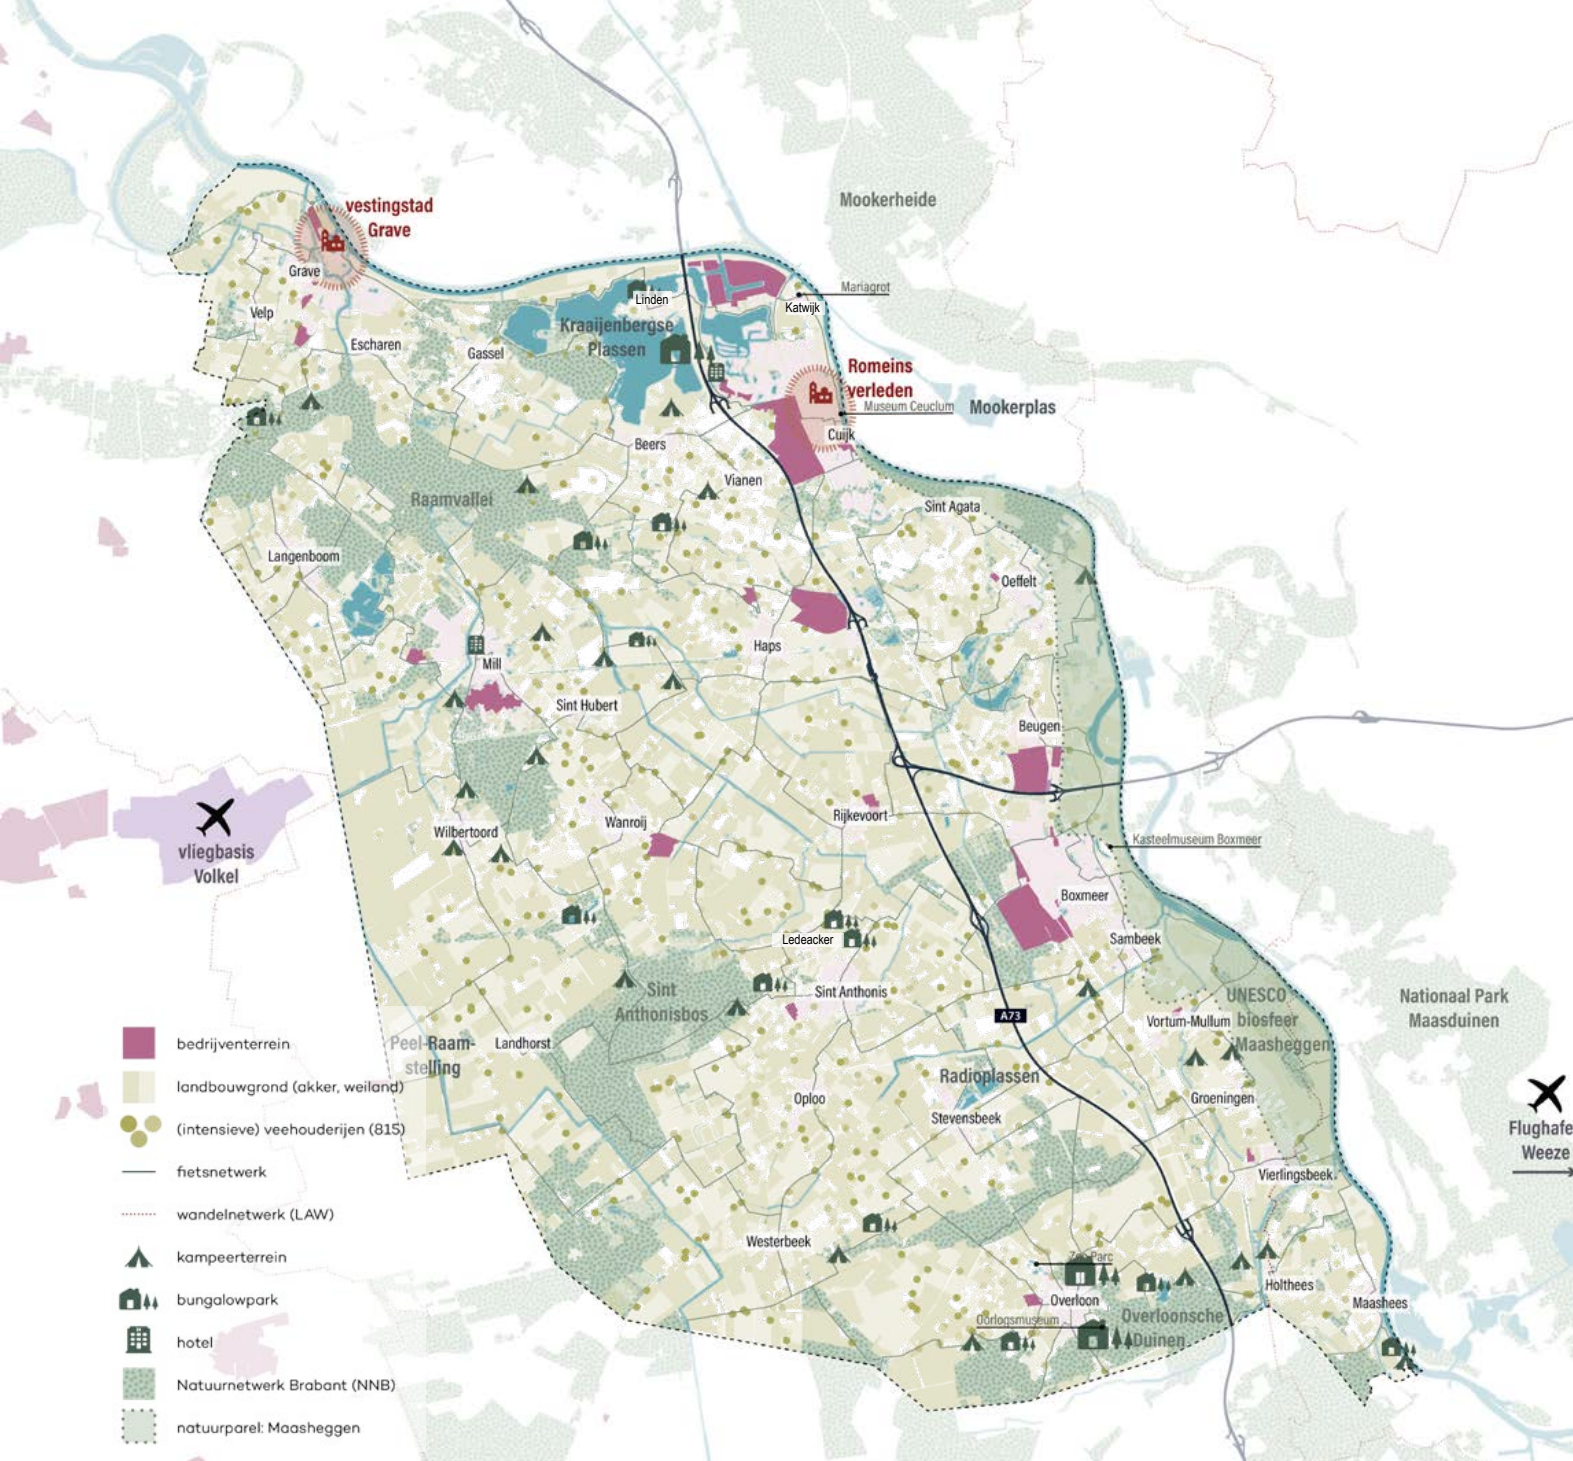 vestingstad
Grave
Mookerheide
Grave
Velp
Escharen
Gassel
Linden
Kraaijenbergse
Plassen
Katwijk
Mariagrot
Romeins
verleden
Museum Ceuclum
Mookerplas
Cuijk
Beers
Vianen
Raamvallei
Sint Agata
Langenboom
Oeffelt
Haps
Mill
Sint Hubert
Beugen
Rijkevoort
Wanroij
Wilbertoord
vliegbasis
Volkel
Kasteelmuseum Boxmeer
Boxmeer
Sambeek
Ledeacker
Sint Anthonis
Sint
Anthonisbos
A73
UNESCO
biosfeer
Maasheggen
Vortum-Mullum
Nationaal Park
Maasduinen
Peel-Raam-
stelling
Landhorst
Radioplassen
Stevensbeek
Oploo
Groeningen
Flughafe
Weeze
Vierlingsbeek
Westerbeek
Zoo Parc
Overloon
Oorlogsmuseum
Overloonsche
Duinen
Holthees
Maashees
bedrijventerrein
landbouwgrond (akker, weiland)
(intensieve) veehouderijen (815)
fietsnetwerk
wandelnetwerk (LAW)
kampeerterrein
bungalowpark
hotel
Natuurnetwerk Brabant (NNB)
natuurparel: Maasheggen